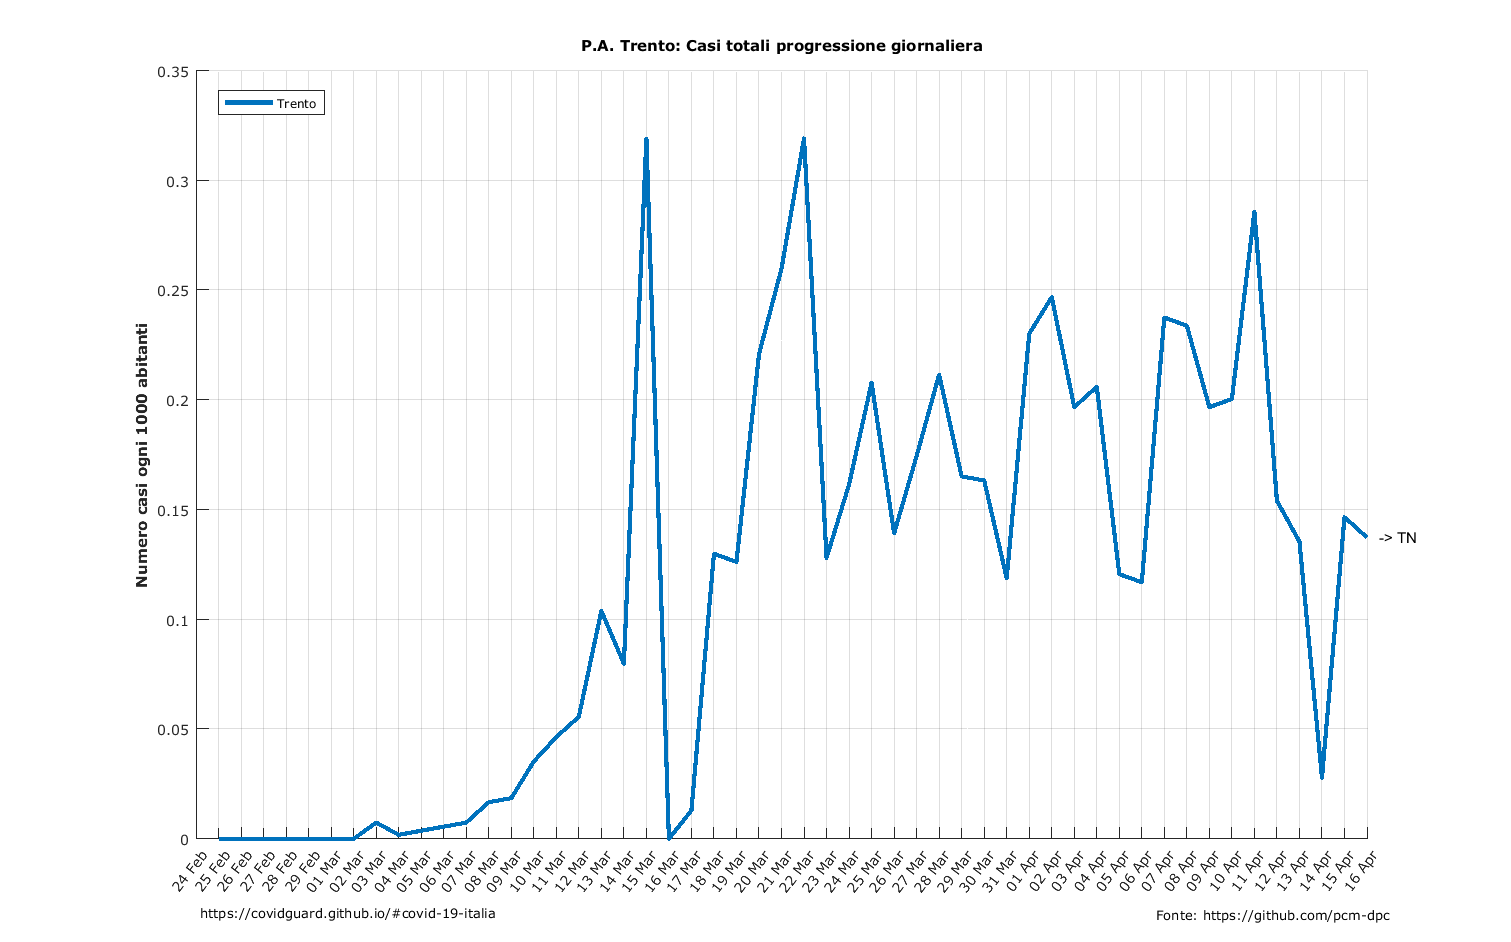 P.A. Trento: Casi totali progressione giornaliera
0.35
Trento
0.3
0.25
0.2
0.15
0.1
0.05
0
Numero casi ogni 1000 abitanti
-> TN
24 Feb
25 Feb
26 Feb
27 Feb
28 Feb
29 Feb
01 Mar
02 Mar
03 Mar
04 Mar
05 Mar
06 Mar
07 Mar
08 Mar
09 Mar
10 Mar
11 Mar
12 Mar
13 Mar
14 Mar
15 Mar
16 Mar
17 Mar
18 Mar
19 Mar
20 Mar
21 Mar
22 Mar
23 Mar
24 Mar
25 Mar
26 Mar
27 Mar
28 Mar
29 Mar
30 Mar
31 Mar
01 Apr
02 Apr
03 Apr
04 Apr
05 Apr
06 Apr
07 Apr
08 Apr
09 Apr
10 Apr
11 Apr
12 Apr
13 Apr
14 Apr
15 Apr
16 Apr
https://covidguard.github.io/#covid-19-italia
Fonte: https://github.com/pcm-dpc